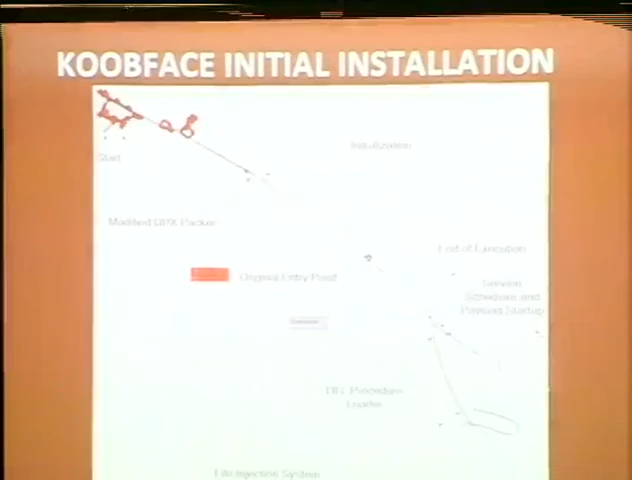 KOOBFACE INITIAL INSTALLATION
Initialization
Start
Modified UPX Packer
End of Execution
Original Entry Point
Service
Schedule and
Payload Startup
DLL Procedure
Loader
File Injection System